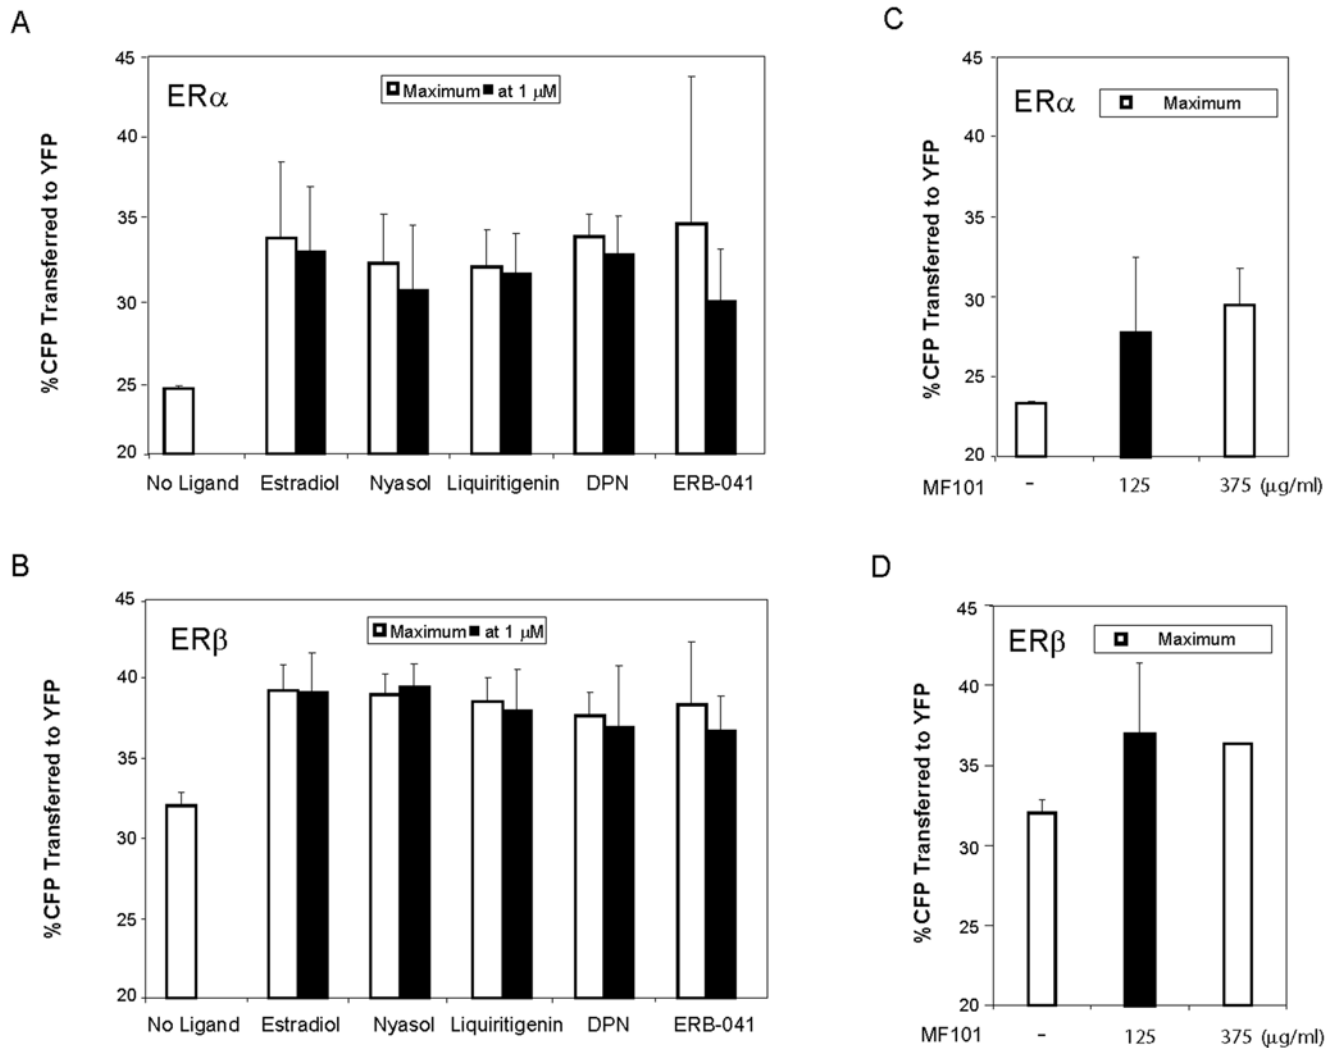 A
ERα
Maximum at 1 μM
%CFP Transferred to YFP
45
40
35
30
25
20
No Ligand Estradiol Nyasol Liquiritigenin DPN ERB-041
C
ERα
Maximum
%CFP Transferred to YFP
45
40
35
30
25
20
MF101 - 125 375 (μg/ml)
B
ERβ
Maximum at 1 μM
%CFP Transferred to YFP
45
40
35
30
25
20
No Ligand Estradiol Nyasol Liquiritigenin DPN ERB-041
D
ERβ
Maximum
%CFP Transferred to YFP
45
40
35
30
25
20
MF101 - 125 375 (μg/ml)